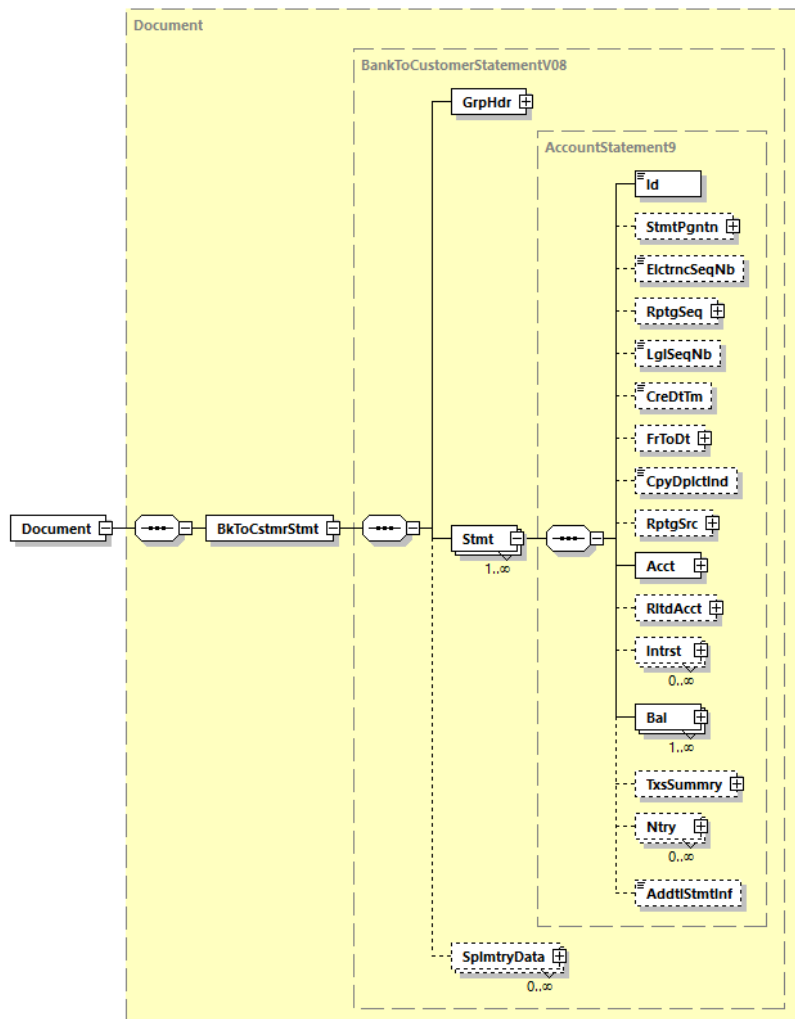 Document
BankToCustomerStatementV08
GrpHdr
AccountStatement9
Id
StmtPgntn
ElctrncSeqNb
RptgSeq
LglSeqNb
CreDtTm
FrToDt
CpyDplctInd
RptgSrc
Document
BkToCstmrStmt
Stmt
1..∞
Acct
RltdAcct
Intrst
0..∞
Bal
1..∞
TxsSummry
Ntry
0..∞
AddtlStmtInf
SplmtryData
0..∞